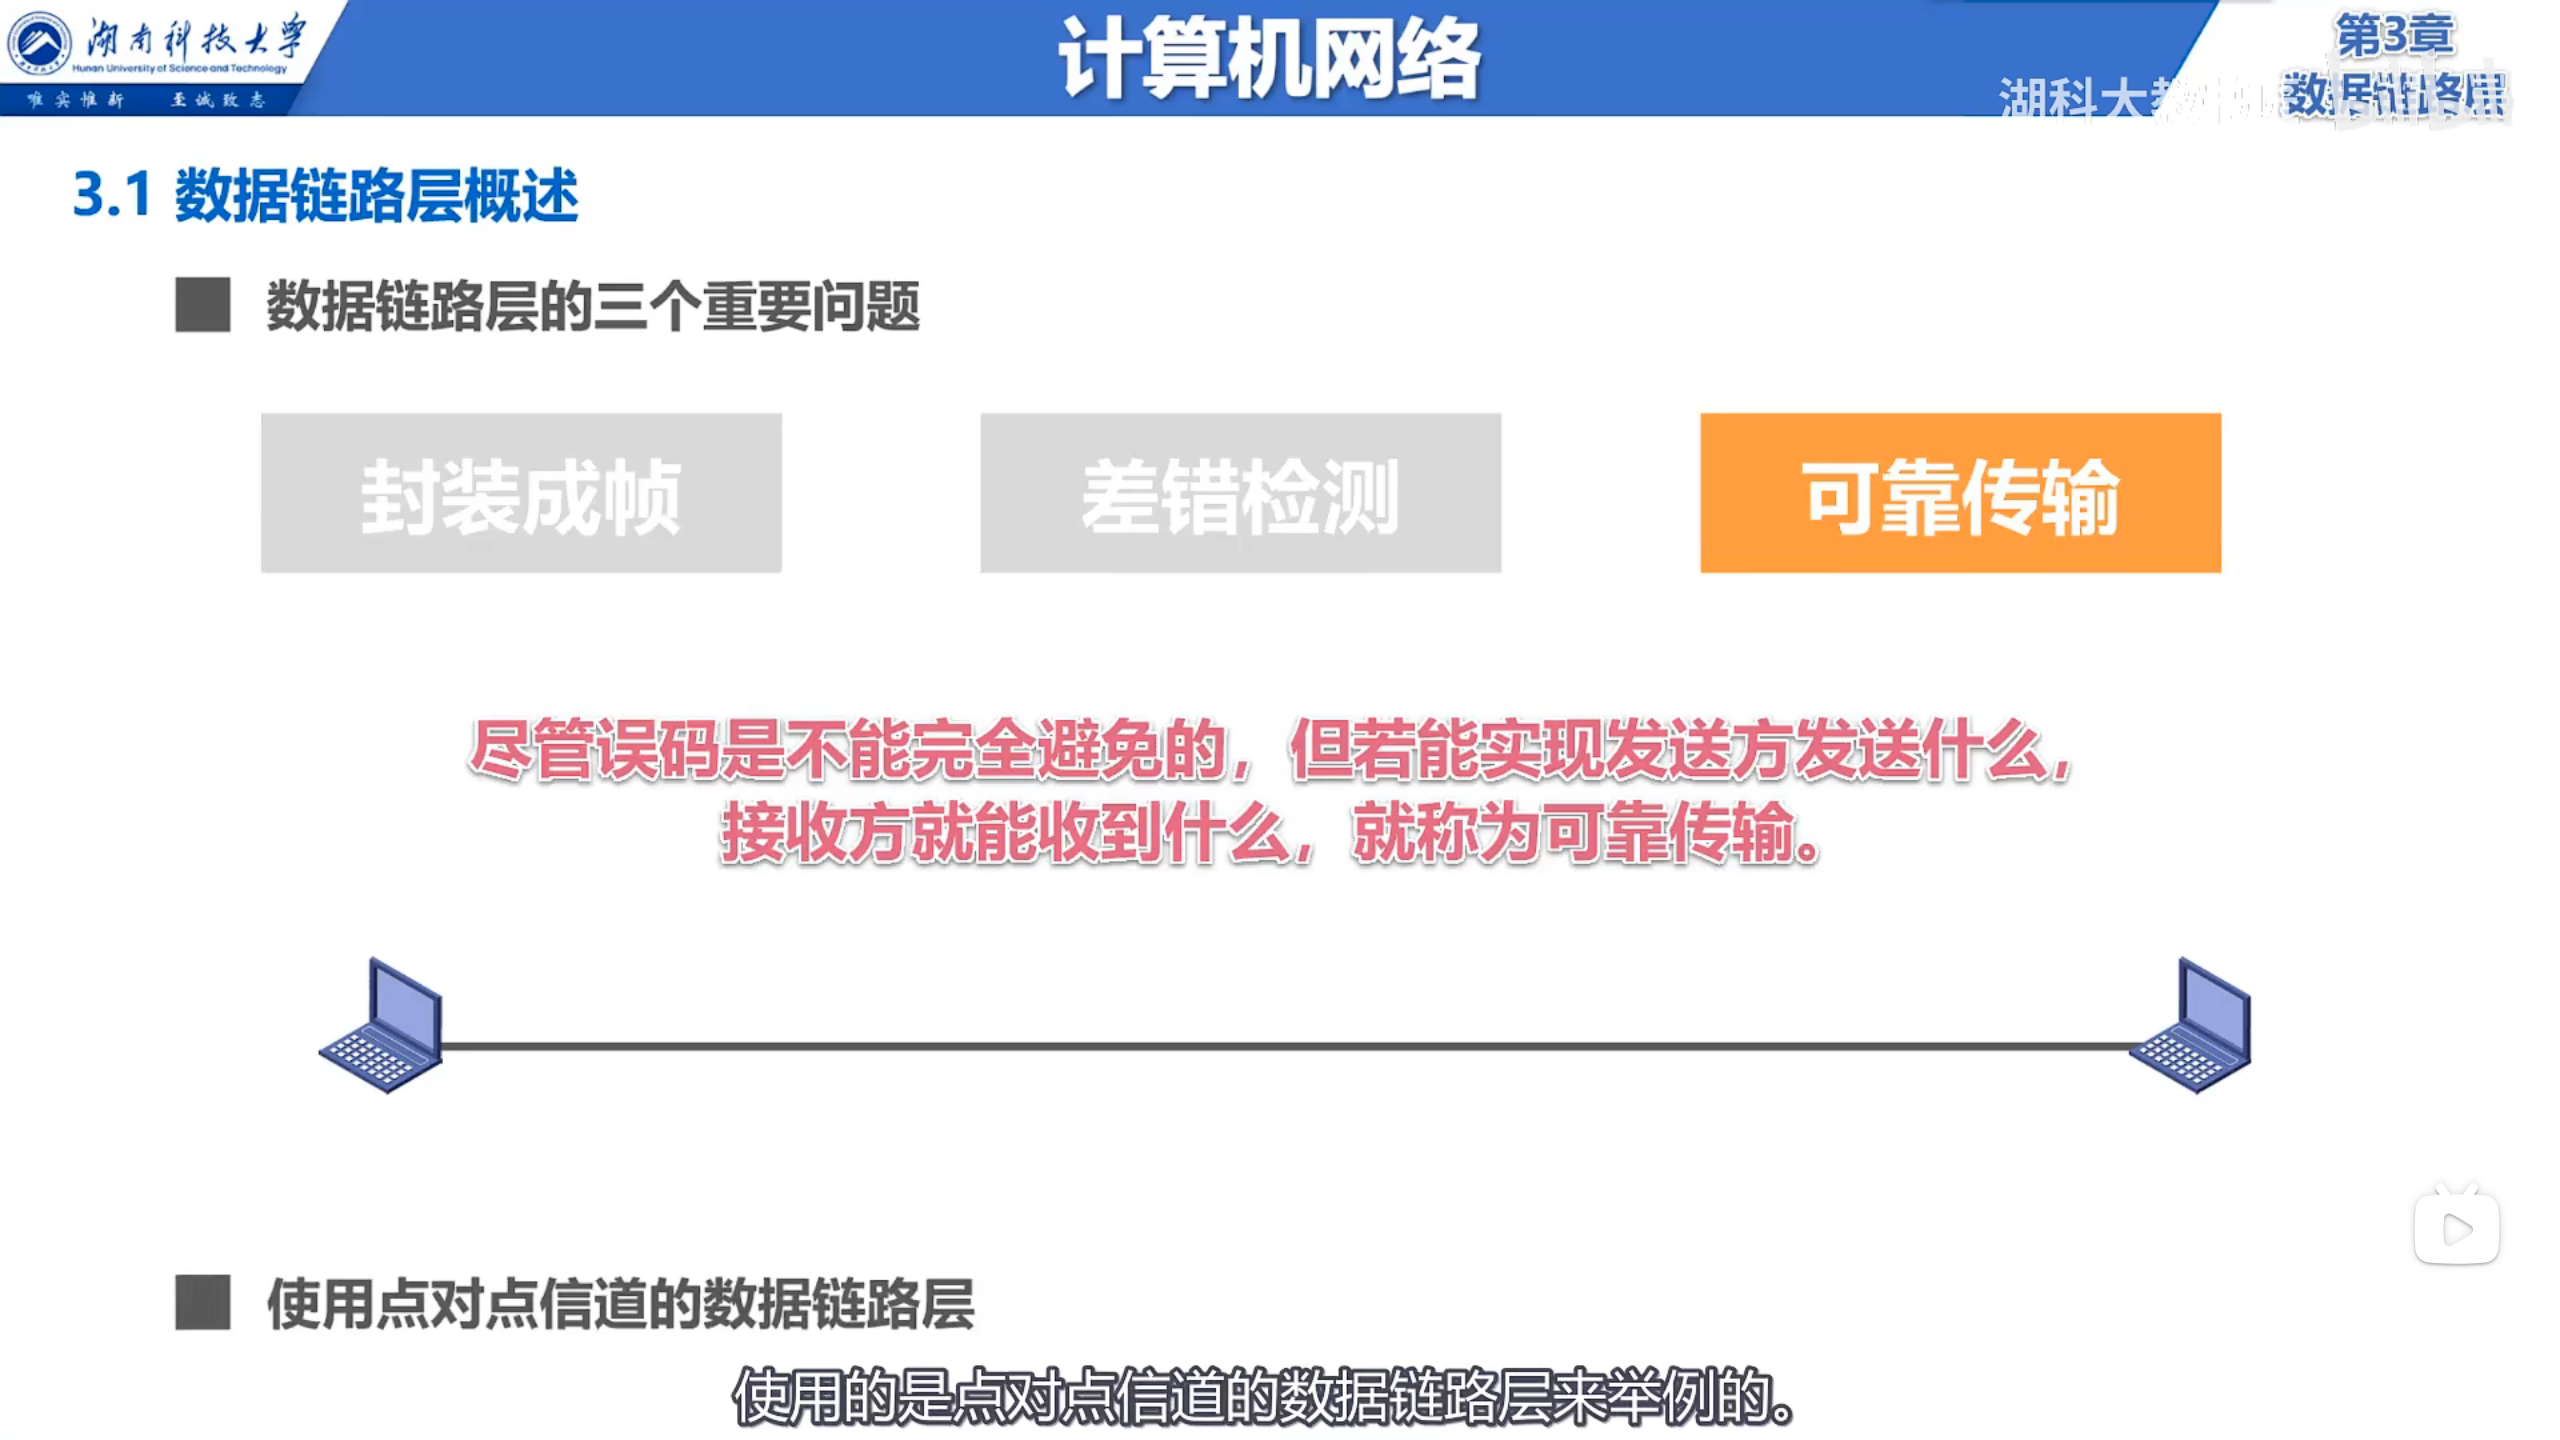 湖南科技大学
Hunan University of Science and Technology
唯实惟新 至诚致志
计算机网络
第3章
数据链路层
湖科大教书匠
3.1 数据链路层概述
数据链路层的三个重要问题
封装成帧
差错检测
可靠传输
尽管误码是不能完全避免的，但若能实现发送方发送什么，
接收方就能收到什么，就称为可靠传输。
使用点对点信道的数据链路层
使用的是点对点信道的数据链路层来举例的。